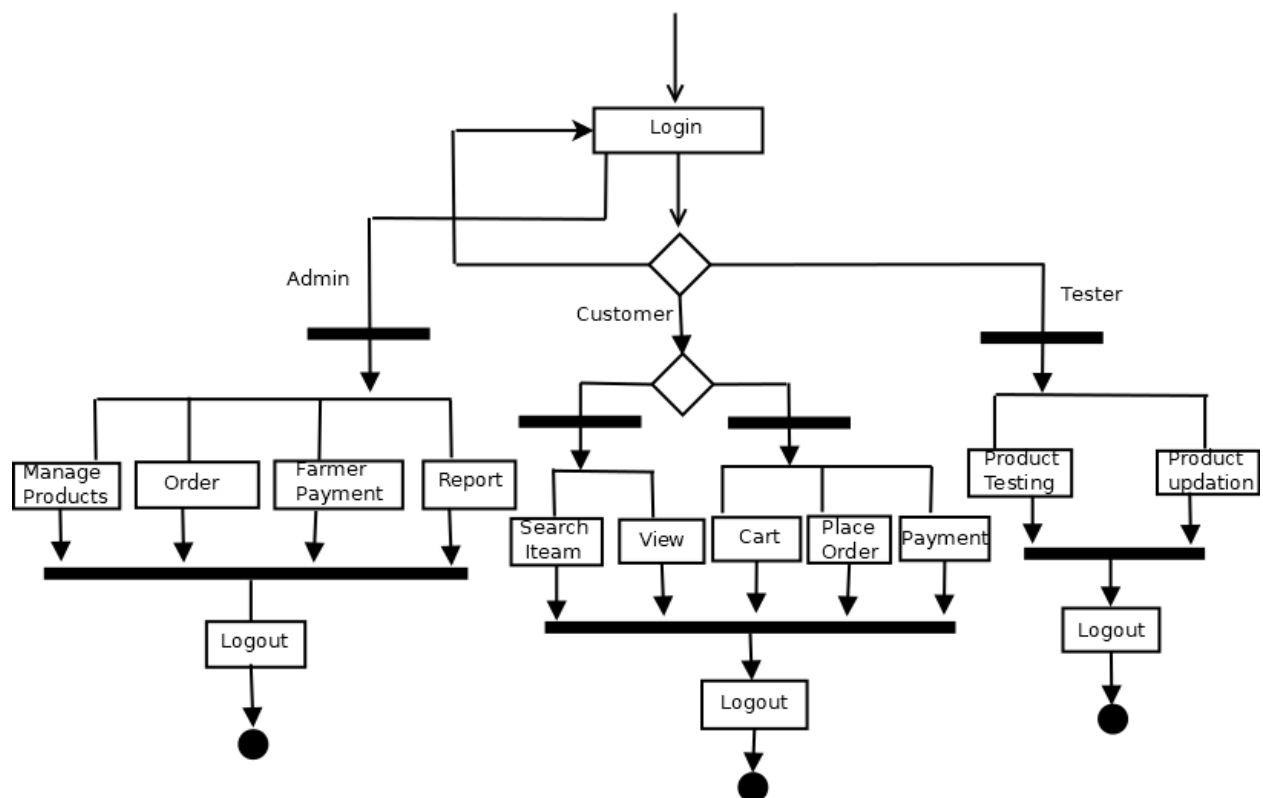 Login
Admin
Customer
Tester
Manage
Products
Order
Farmer
Payment
Report
Search
Iteam
View
Cart
Place
Order
Payment
Product
Testing
Product
updation
Logout
Logout
Logout